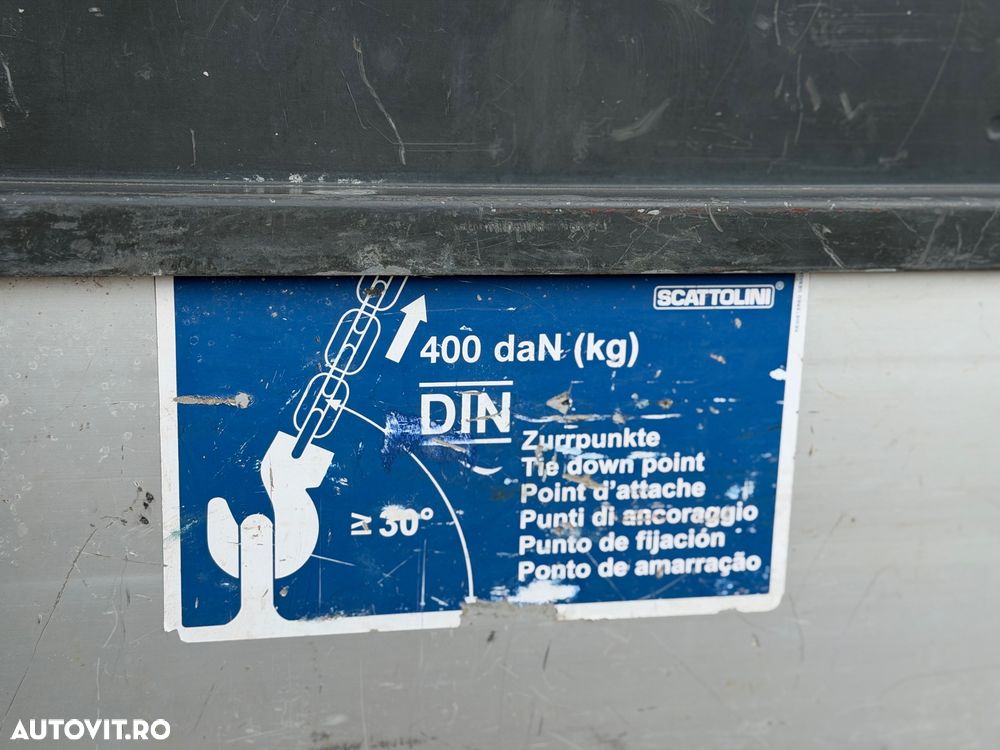 SCATTOLINI®
400 daN (kg)
DIN
Zurrpunkte
Tie down point
Point d'attache
Punti di ancoraggio
Punto de fijación
Ponto de amarração
≥ 30°
AUTOVIT.RO